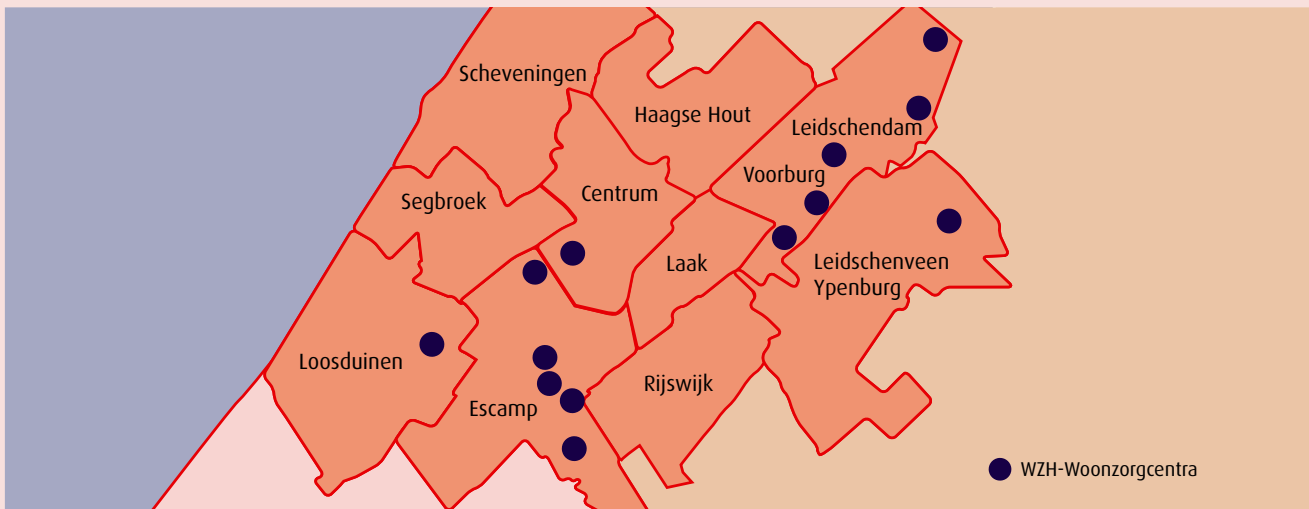 Scheveningen
Haagse Hout
Leidschendam
Voorburg
Segbroek
Centrum
Laak
Leidschenveen
Ypenburg
Loosduinen
Rijswijk
Escamp
WZH-Woonzorgcentra